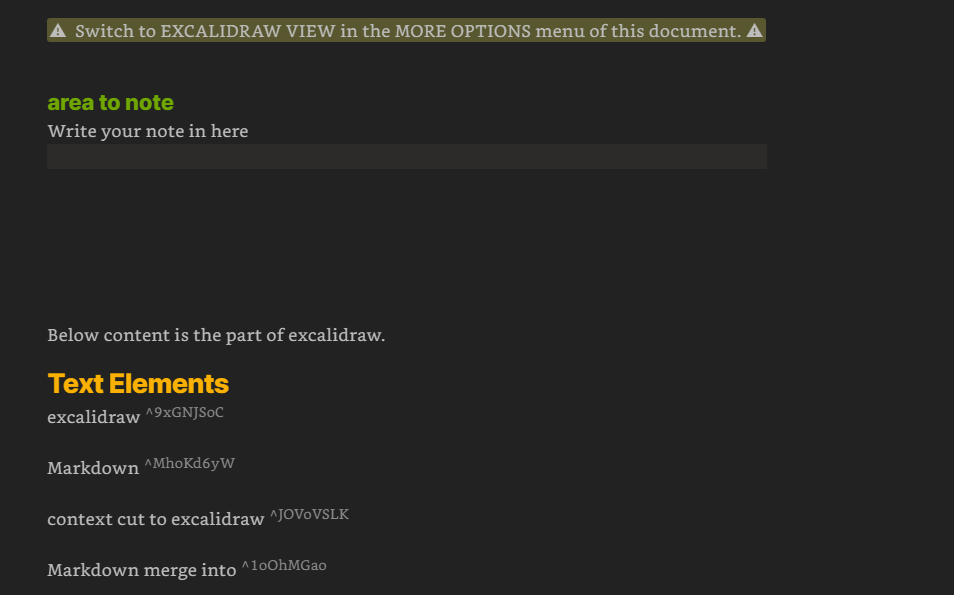 ⚠ Switch to EXCALIDRAW VIEW in the MORE OPTIONS menu of this document. ⚠
area to note
Write your note in here
Below content is the part of excalidraw.
Text Elements
excalidraw ^9xGNJSoC
Markdown ^MhoKd6yW
context cut to excalidraw ^JOVoVSLK
Markdown merge into ^1oOhMGao